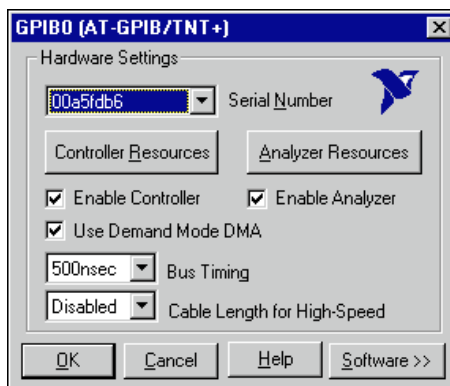 GPIB0 (AT-GPIB/TNT+)
Hardware Settings
00a5fdb6 Serial Number
Controller Resources Analyzer Resources
Enable Controller Enable Analyzer
Use Demand Mode DMA
500nsec Bus Timing
Disabled Cable Length for High-Speed
OK Cancel Help Software >>